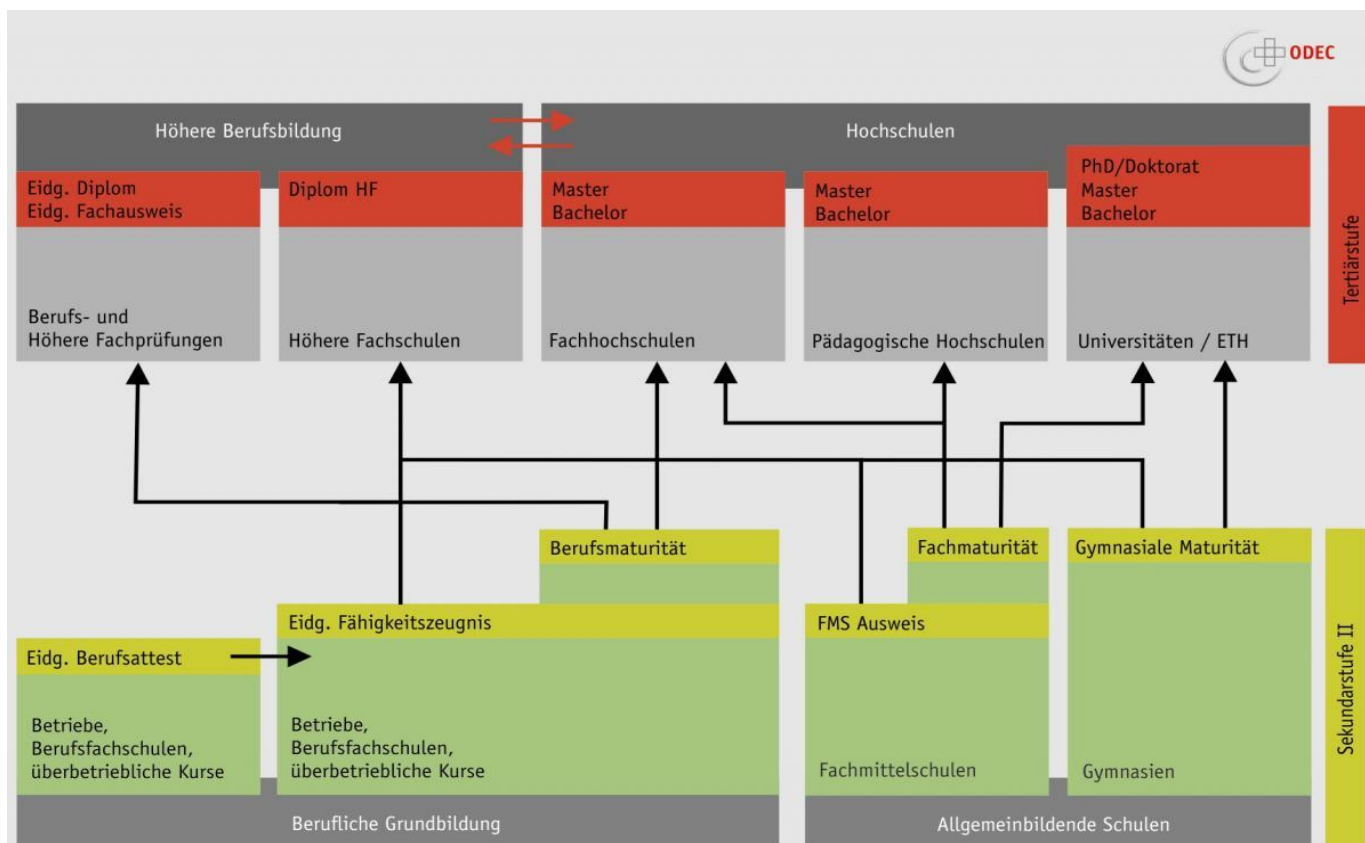 ODEC
Höhere Berufsbildung
Hochschulen
Eidg. Diplom
Eidg. Fachausweis
Diplom HF
Master
Bachelor
Master
Bachelor
PhD/Doktorat
Master
Bachelor
Tertiärstufe
Berufs- und
Höhere Fachprüfungen
Höhere Fachschulen
Fachhochschulen
Pädagogische Hochschulen
Universitäten / ETH
Berufsmaturität
Fachmaturität
Gymnasiale Maturität
Eidg. Fähigkeitszeugnis
FMS Ausweis
Eidg. Berufsattest
Sekundarstufe II
Betriebe,
Berufsfachschulen,
überbetriebliche Kurse
Betriebe,
Berufsfachschulen,
überbetriebliche Kurse
Fachmittelschulen
Gymnasien
Berufliche Grundbildung
Allgemeinbildende Schulen